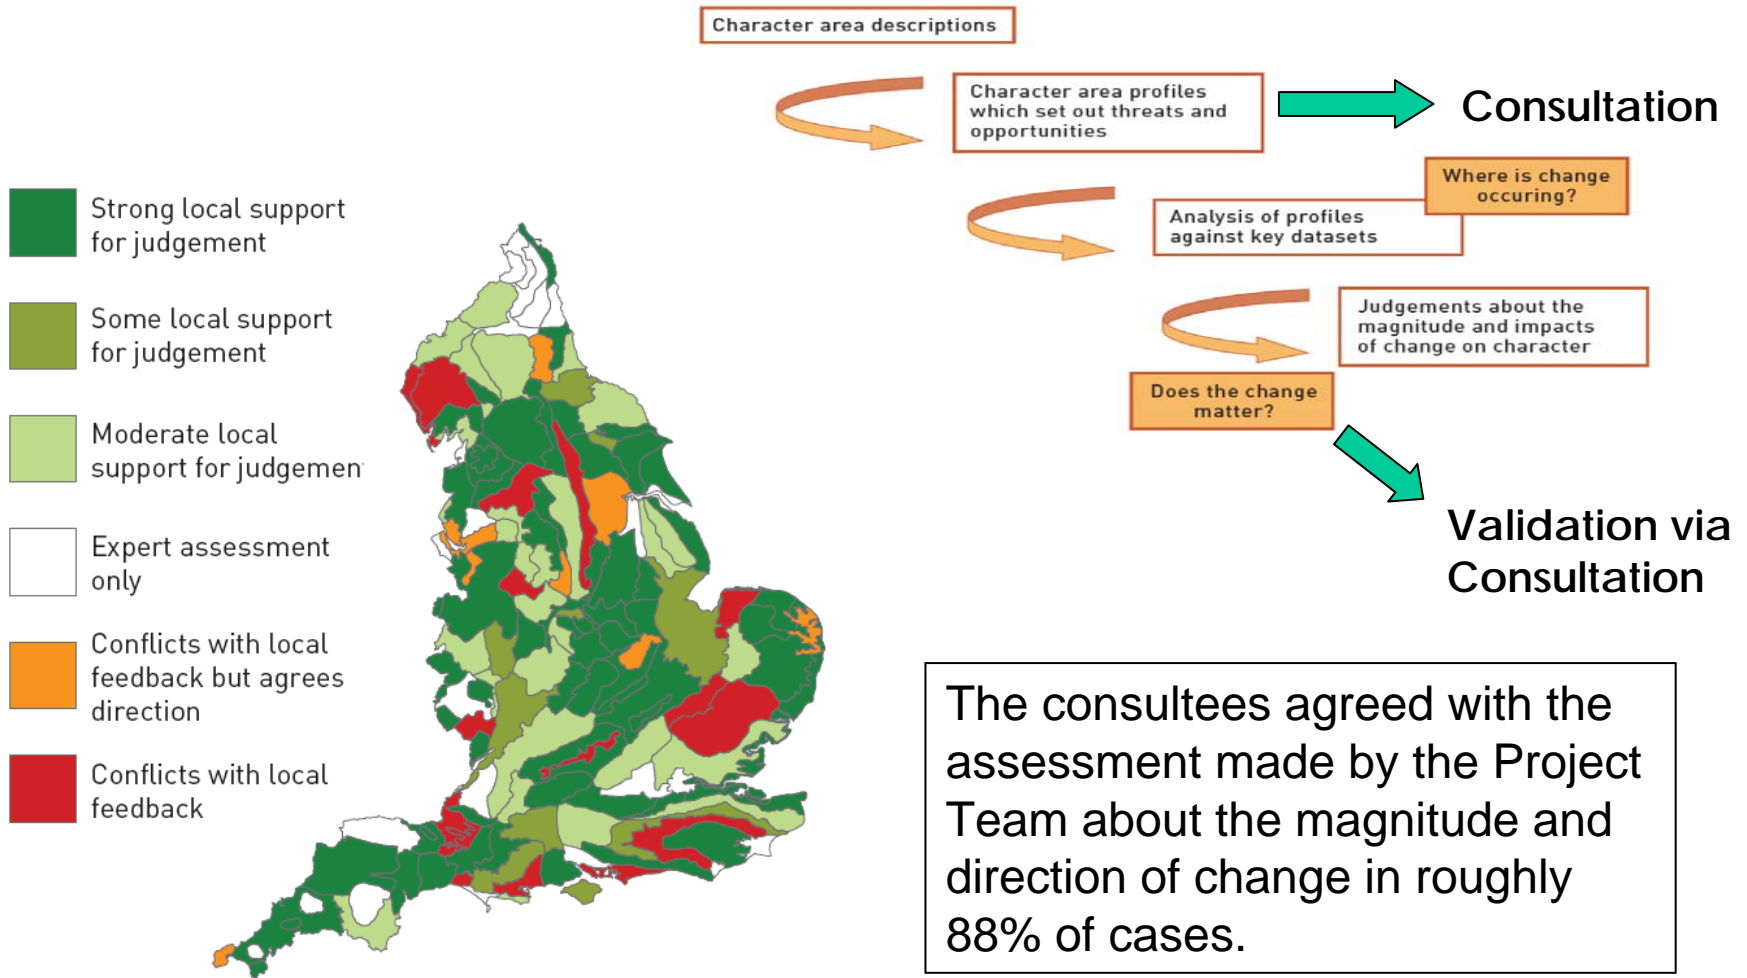 Character area descriptions
Character area profiles
which set out threats and
opportunities
Consultation
Where is change
occuring?
Analysis of profiles
against key datasets
Judgements about the
magnitude and impacts
of change on character
Does the change
matter?
Validation via
Consultation
Strong local support
for judgement
Some local support
for judgement
Moderate local
support for judgemen
Expert assessment
only
Conflicts with local
feedback but agrees
direction
Conflicts with local
feedback
The consultees agreed with the
assessment made by the Project
Team about the magnitude and
direction of change in roughly
88% of cases.